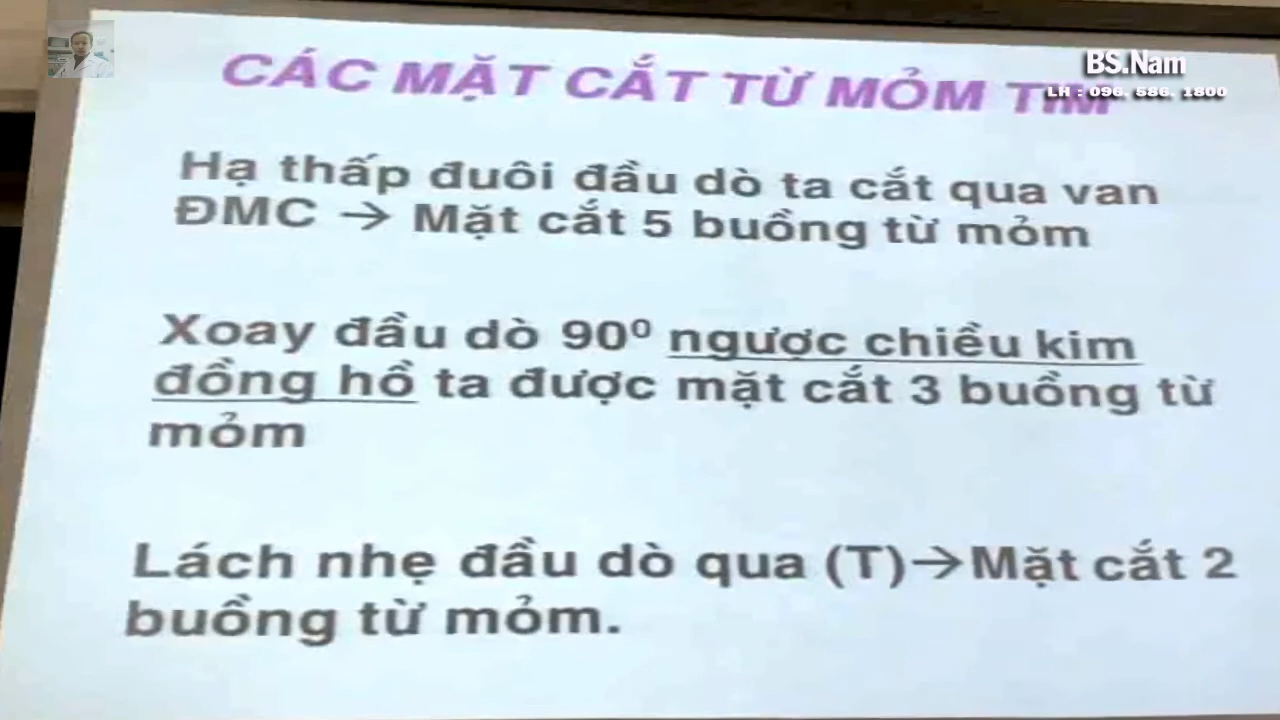 BS.Nam
LH : 096. 586. 1800
CÁC MẶT CẮT TỪ MỎM TIM
Hạ thấp đuôi đầu dò ta cắt qua van
ĐMC → Mặt cắt 5 buồng từ mỏm
Xoay đầu dò 90⁰ ngược chiều kim
đồng hồ ta được mặt cắt 3 buồng từ
mỏm
Lách nhẹ đầu dò qua (T)→Mặt cắt 2
buồng từ mỏm.